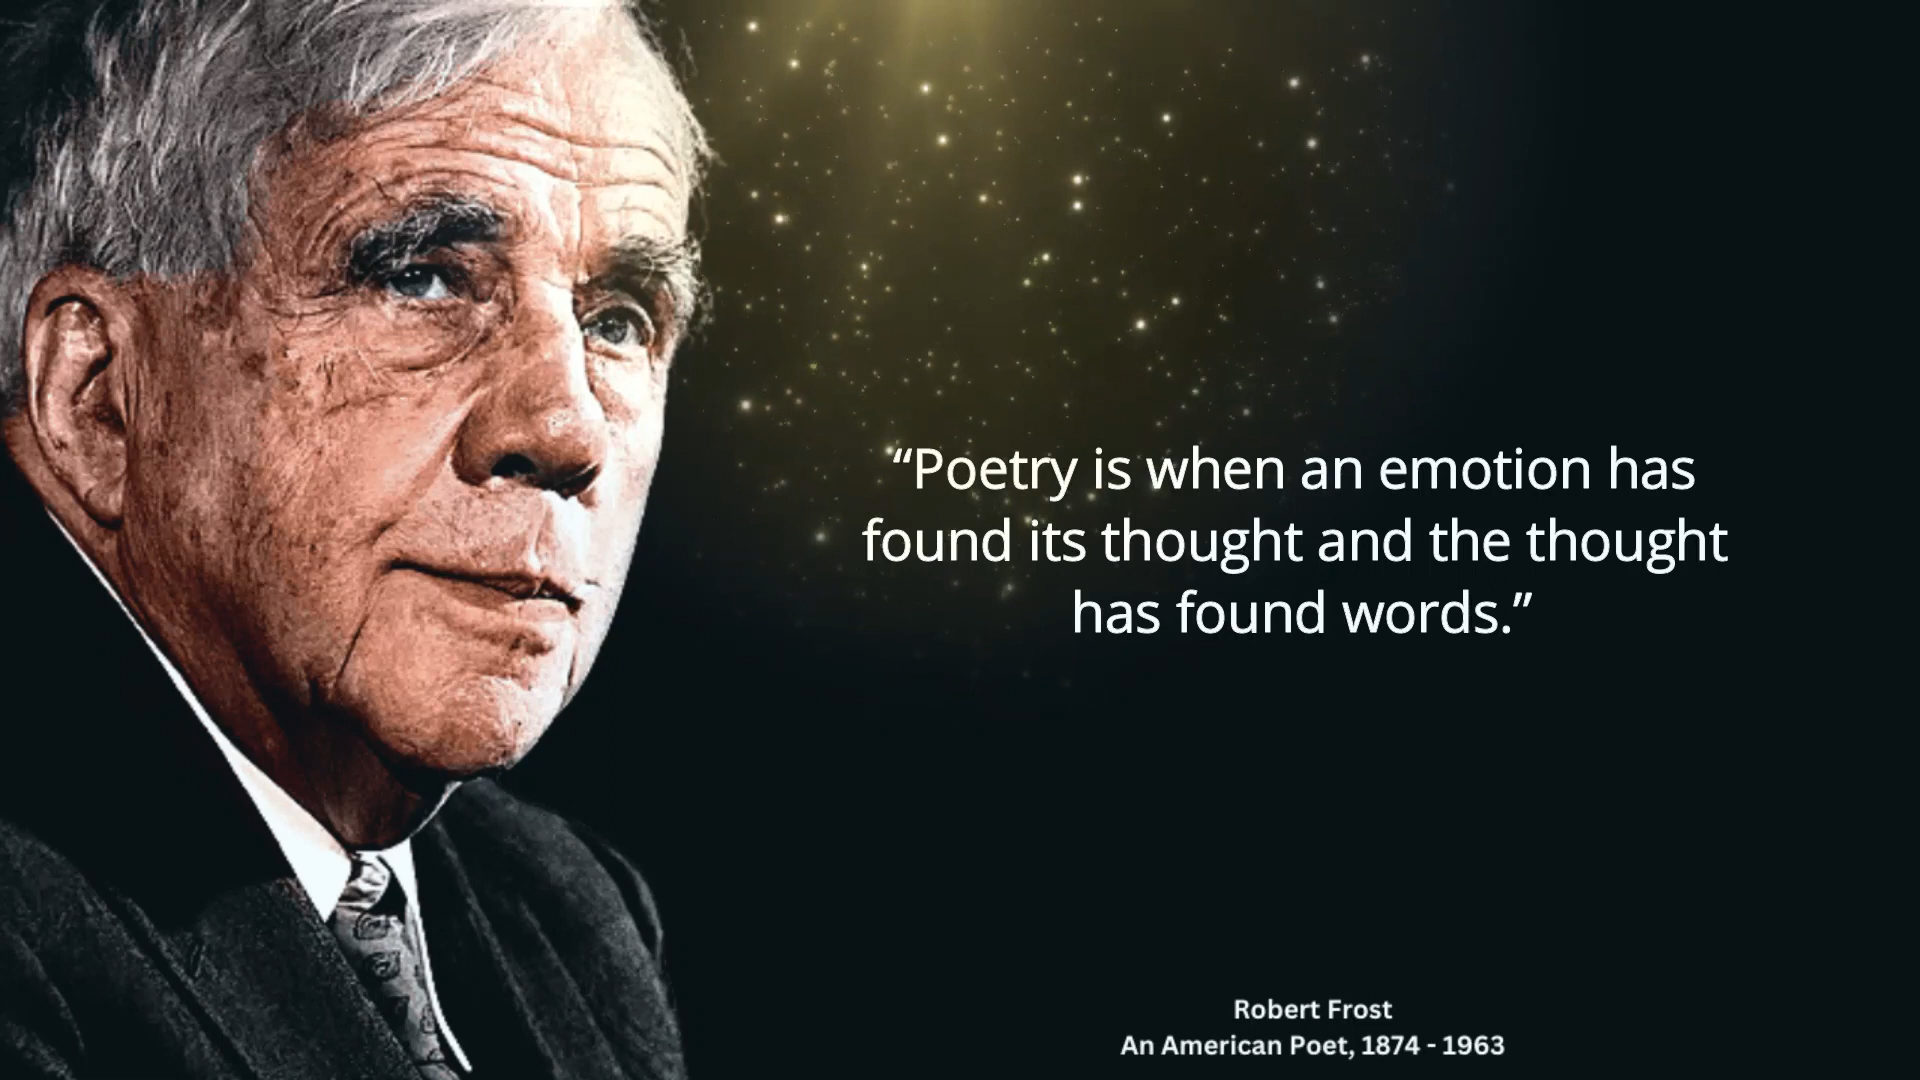 “Poetry is when an emotion has
found its thought and the thought
has found words.”
Robert Frost
An American Poet, 1874 - 1963